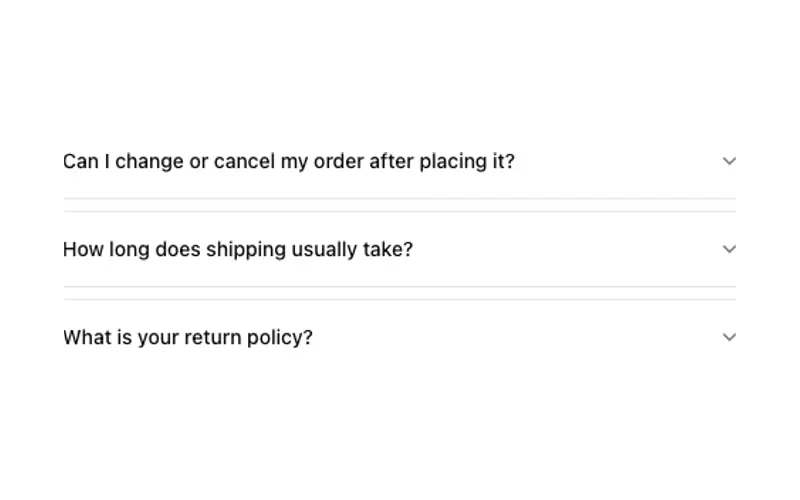 Can I change or cancel my order after placing it?
How long does shipping usually take?
What is your return policy?